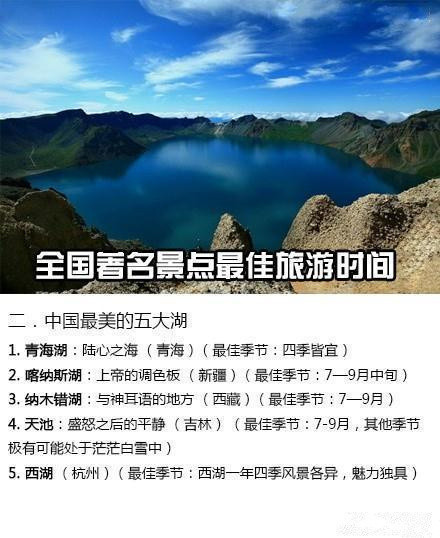 全国著名景点最佳旅游时间
二．中国最美的五大湖
1. 青海湖：陆心之海（青海）（最佳季节：四季皆宜）
2. 喀纳斯湖：上帝的调色板（新疆）（最佳季节：7—9月中旬）
3. 纳木错湖：与神耳语的地方（西藏）（最佳季节：7—9月）
4. 天池：盛怒之后的平静（吉林）（最佳季节：7-9月，其他季节
极有可能处于茫茫白雪中）
5. 西湖（杭州）（最佳季节：西湖一年四季风景各异，魅力独具）